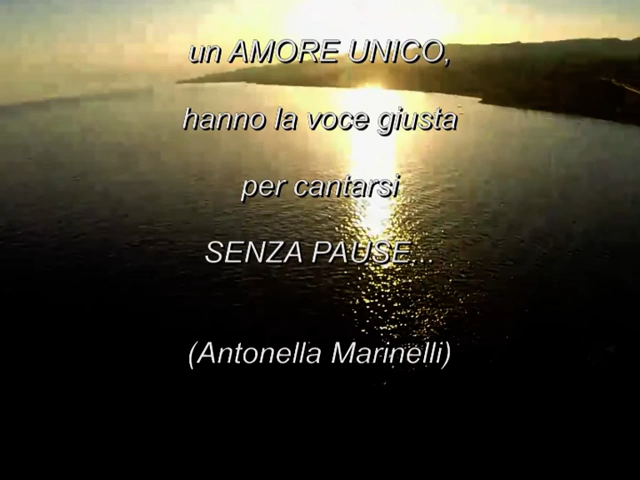 un AMORE UNICO,
hanno la voce giusta
per cantarsi
SENZA PAUSE...
(Antonella Marinelli)